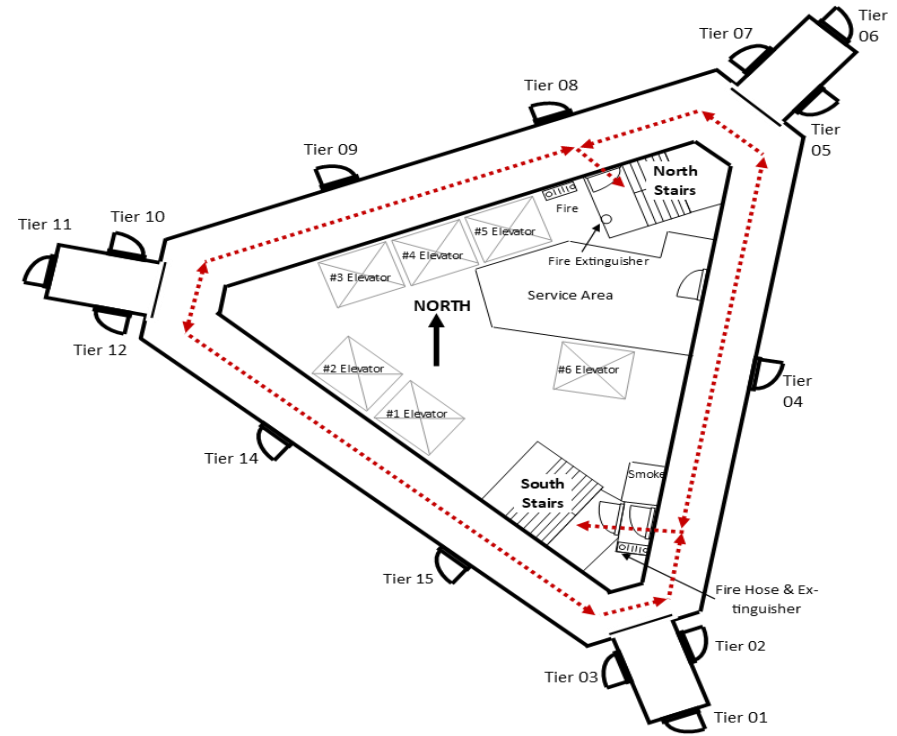 Tier
06
Tier 07
Tier 08
Tier
05
Tier 09
North
Stairs
Fire
Tier 10
Tier 11
#5 Elevator
#4 Elevator
#3 Elevator
Fire Extinguisher
Service Area
NORTH
Tier 12
#2 Elevator
#6 Elevator
Tier
04
#1 Elevator
Tier 14
Smoke
South
Stairs
Tier 15
Fire Hose & Ex-
tinguisher
Tier 02
Tier 03
Tier 01